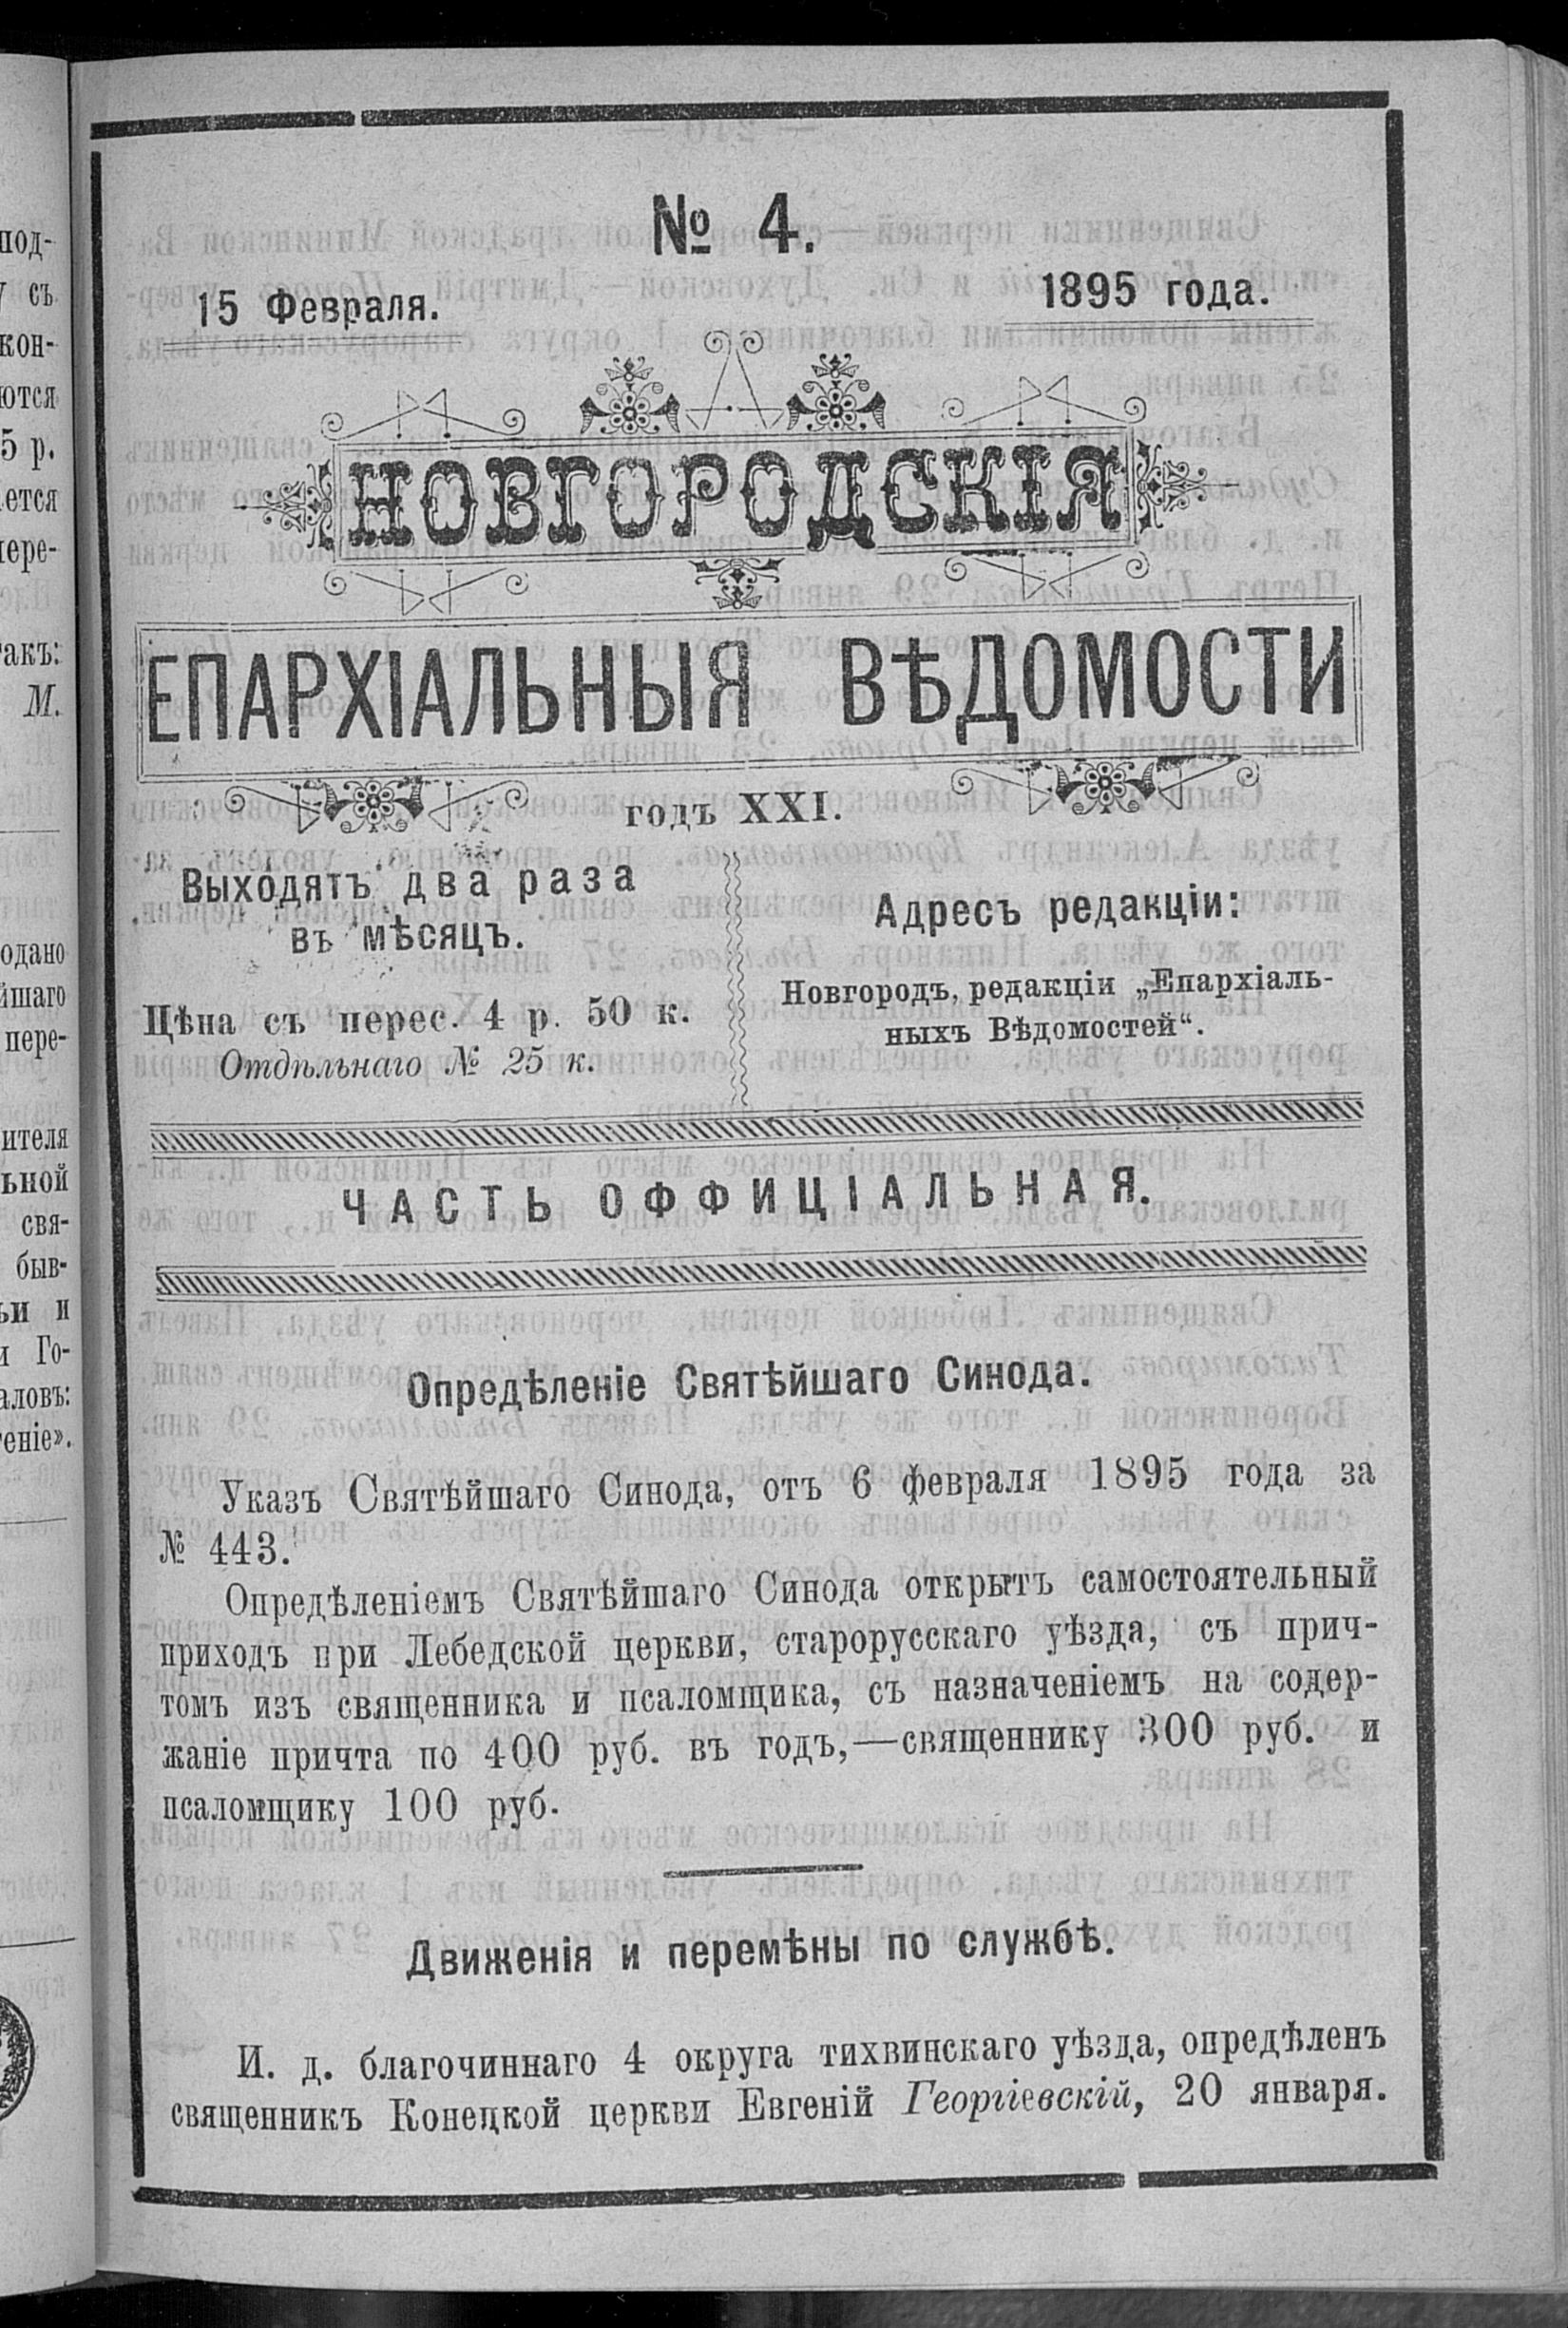 № 4.
15 Февраля.
1895 года.
НОВГОРОДСКІЯ
ЕПАРХІАЛЬНЫЯ ВѢДОМОСТИ
годъ XXI.
Выходятъ два раза
въ мѣсяцъ.
Цѣна съ перес. 4 р. 50 к.
Отдѣльнаго № 25 к.
Адресъ редакціи:
Новгородъ, редакціи „Епархіаль-
ныхъ Вѣдомостей“.
ЧАСТЬ ОФФИЦІАЛЬНАЯ.
Опредѣленіе Святѣйшаго Синода.
Указъ Святѣйшаго Синода, отъ 6 февраля 1895 года за
№ 443.
Опредѣленіемъ Святѣйшаго Синода открытъ самостоятельный
приходъ при Лебедской церкви, старорусскаго уѣзда, съ прич-
томъ изъ священника и псаломщика, съ назначеніемъ на содер-
жаніе причта по 400 руб. въ годъ,—священнику 300 руб. и
псаломщику 100 руб.
Движенія и перемѣны по службѣ.
И. д. благочиннаго 4 округа тихвинскаго уѣзда, опредѣленъ
священникъ Конецкой церкви Евгеній Георгіевскій, 20 января.